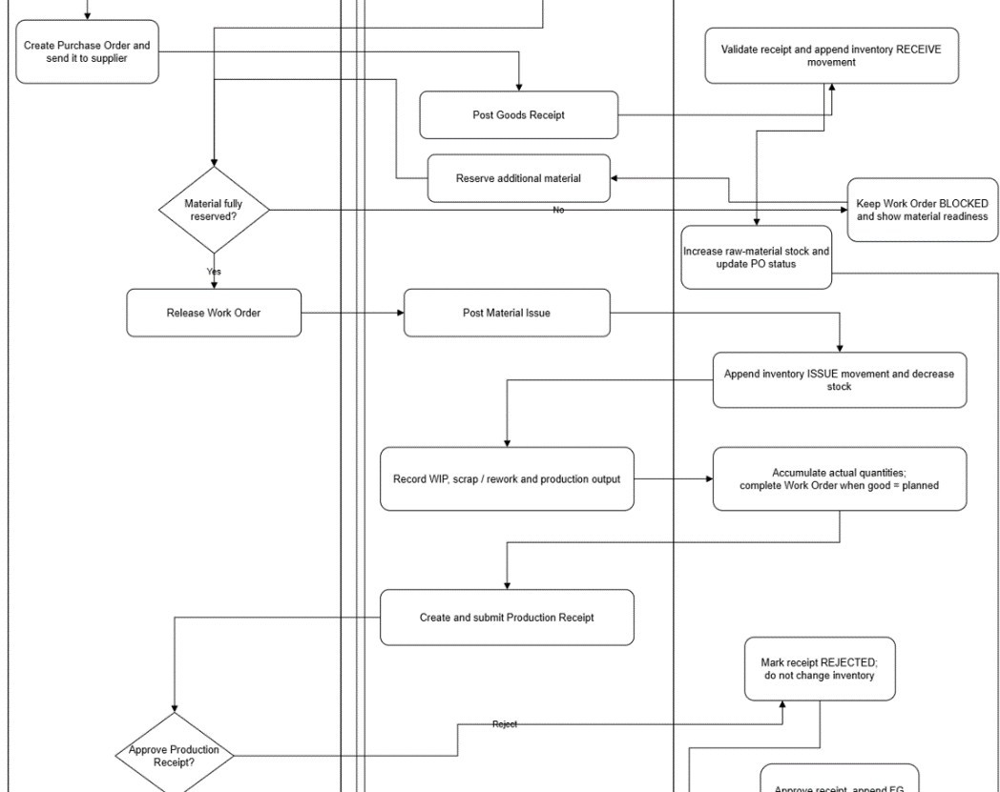 Create Purchase Order and
send it to supplier
Validate receipt and append inventory RECEIVE
movement
Post Goods Receipt
Reserve additional material
Material fully
reserved?
No
Keep Work Order BLOCKED
and show material readiness
Increase raw-material stock and
update PO status
Yes
Release Work Order
Post Material Issue
Append inventory ISSUE movement and decrease
stock
Record WIP, scrap / rework and production output
Accumulate actual quantities;
complete Work Order when good = planned
Create and submit Production Receipt
Mark receipt REJECTED;
do not change inventory
Reject
Approve Production
Receipt?
Approve receipt, append FG